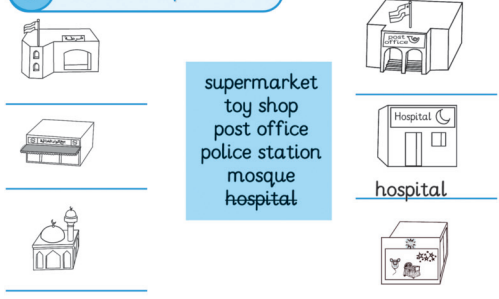 post
office
supermarket
toy shop
post office
police station
mosque
hospital
Hospital
hospital